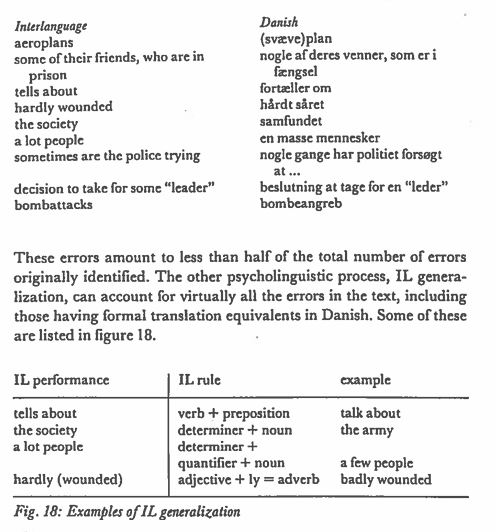 Interlanguage Danish
aeroplans (svæve)plan
some of their friends, who are in nogle af deres venner, som er i
prison fængsel
tells about fortæller om
hardly wounded hårdt såret
the society samfundet
a lot people en masse mennesker
sometimes are the police trying nogle gange har politiet forsøgt
at ...
decision to take for some “leader” beslutning at tage for en “leder”
bombattacks bombeangreb
These errors amount to less than half of the total number of errors
originally identified. The other psycholinguistic process, IL genera-
lization, can account for virtually all the errors in the text, including
those having formal translation equivalents in Danish. Some of these
are listed in figure 18.
IL performance IL rule example
tells about verb + preposition talk about
the society determiner + noun the army
a lot people determiner +
quantifier + noun a few people
hardly (wounded) adjective + ly = adverb badly wounded
Fig. 18: Examples of IL generalization